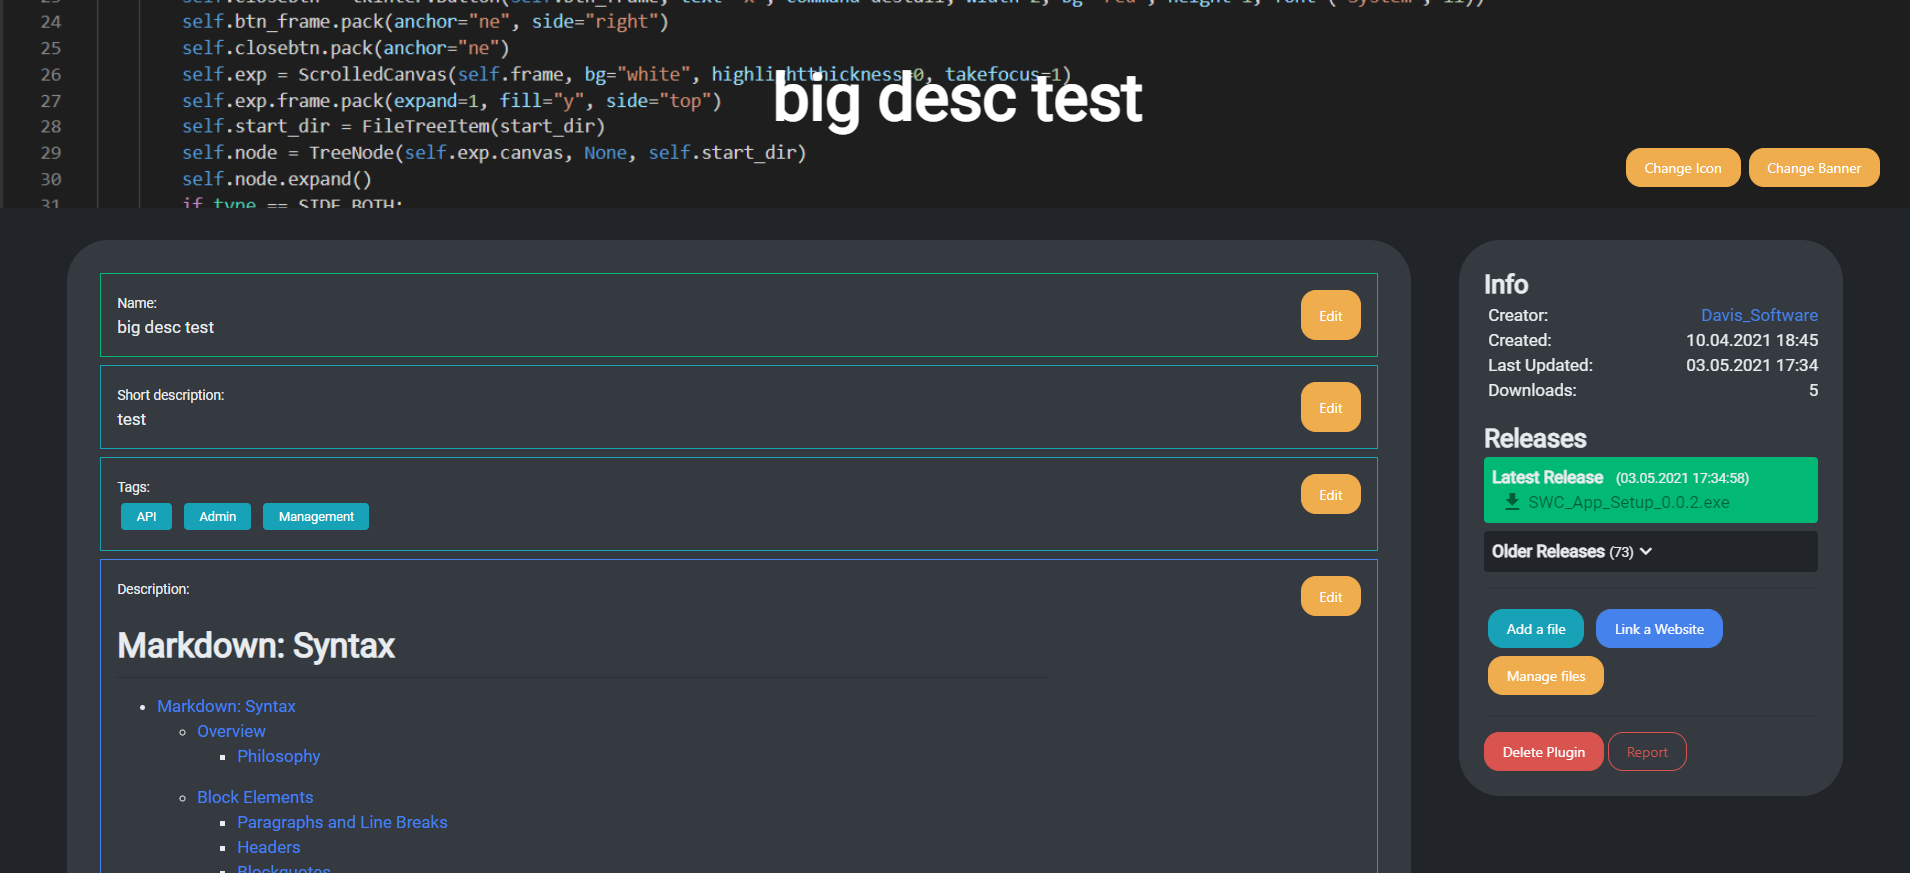 24 self.btn_frame.pack(anchor="ne", side="right")
25 self.closebtn.pack(anchor="ne")
26 self.exp = ScrolledCanvas(self.frame, bg="white", highlightthickness=0, takefocus=1)
27 self.exp.frame.pack(expand=1, fill="y", side="top")
28 self.start_dir = FileTreeItem(start_dir)
29 self.node = TreeNode(self.exp.canvas, None, self.start_dir)
30 self.node.expand()
31 if type == SIDE_BOTH:
big desc test
Change Icon
Change Banner
Name:
big desc test
Edit
Short description:
test
Edit
Tags:
API Admin Management
Edit
Description:
Edit
Markdown: Syntax
Markdown: Syntax
Overview
Philosophy
Block Elements
Paragraphs and Line Breaks
Headers
Blockquotes
Info
Creator: Davis_Software
Created: 10.04.2021 18:45
Last Updated: 03.05.2021 17:34
Downloads: 5
Releases
Latest Release (03.05.2021 17:34:58)
SWC_App_Setup_0.0.2.exe
Older Releases (73)
Add a file Link a Website
Manage files
Delete Plugin Report